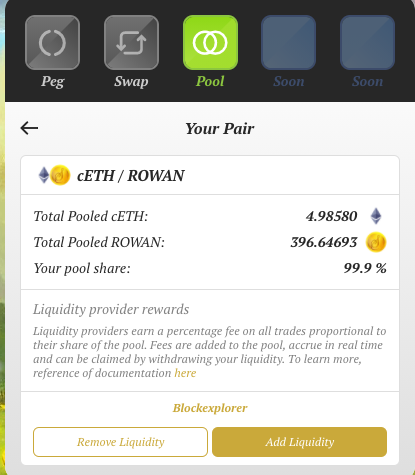 Peg Swap Pool Soon Soon
Your Pair
cETH / ROWAN
Total Pooled cETH: 4.98580
Total Pooled ROWAN: 396.64693
Your pool share: 99.9 %
Liquidity provider rewards
Liquidity providers earn a percentage fee on all trades proportional to
their share of the pool. Fees are added to the pool, accrue in real time
and can be claimed by withdrawing your liquidity. To learn more,
reference of documentation here
Blockexplorer
Remove Liquidity Add Liquidity